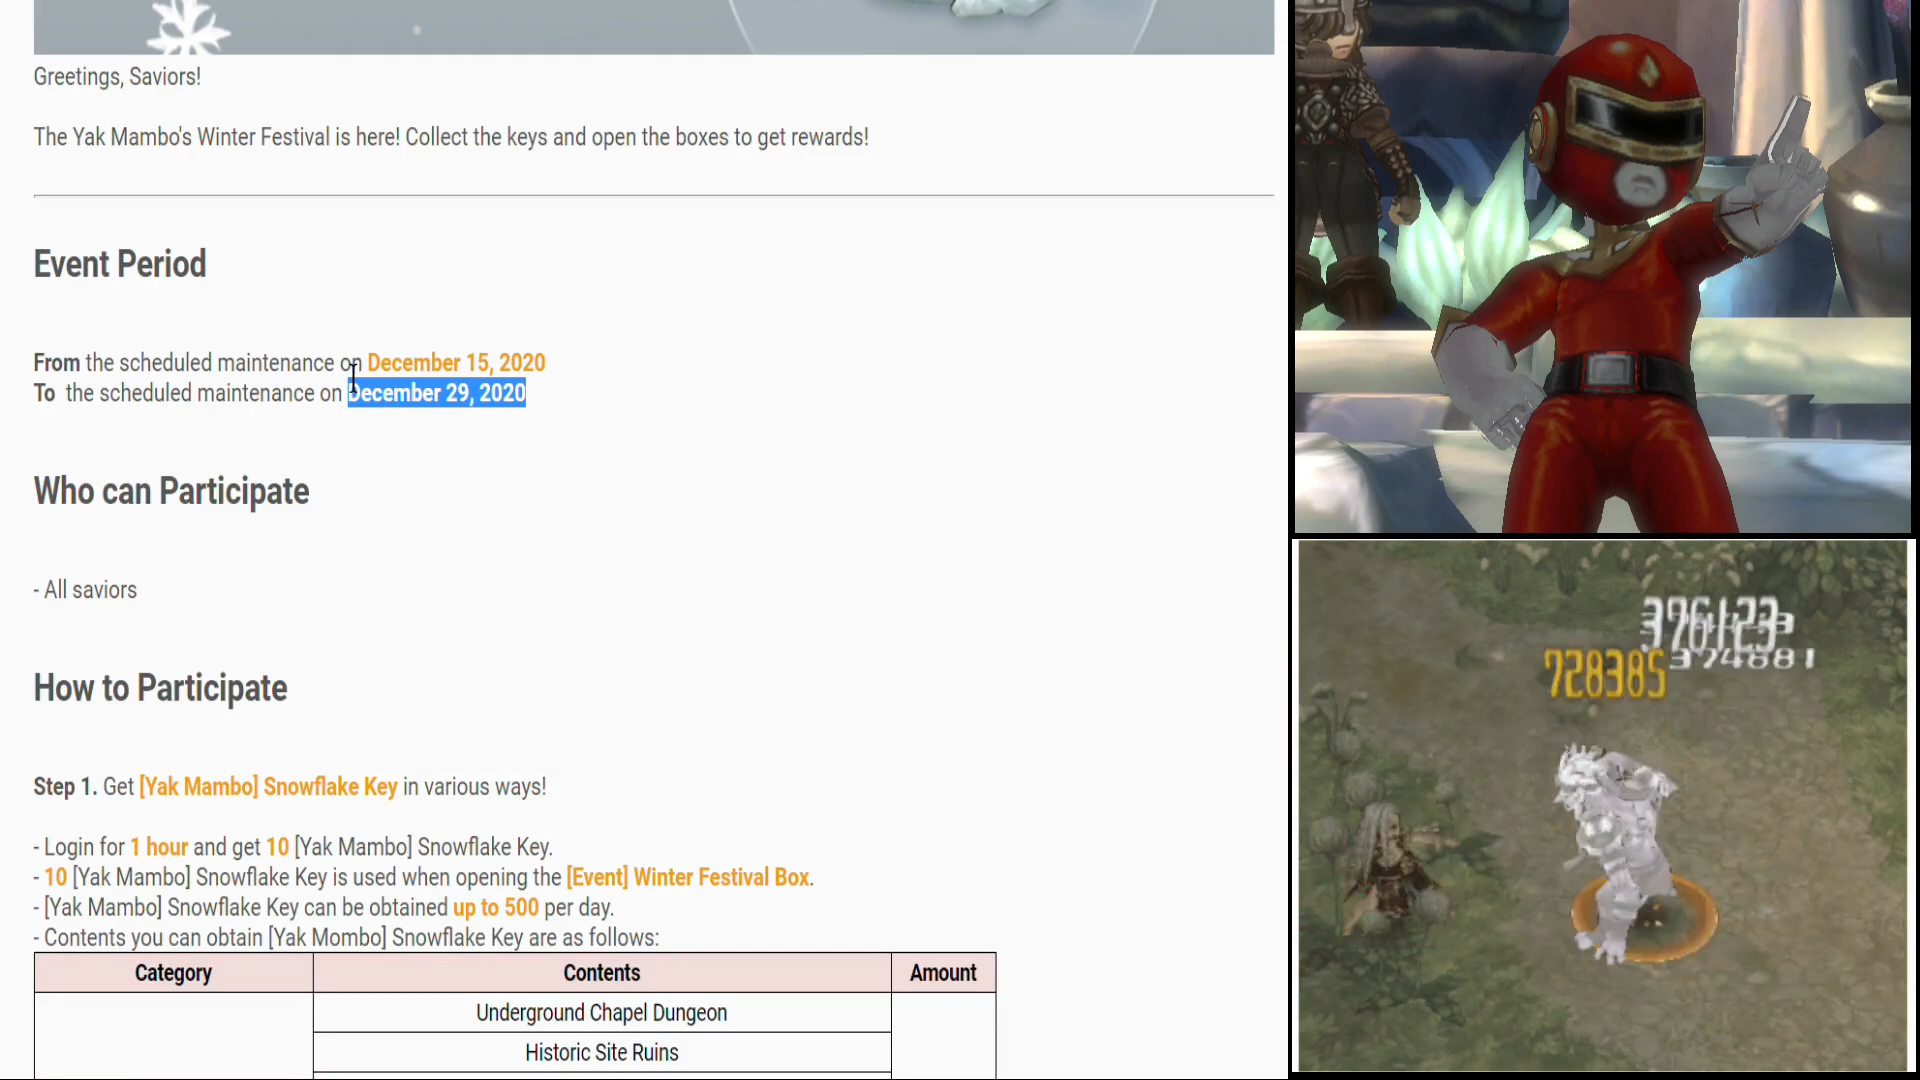 Greetings, Saviors!
The Yak Mambo's Winter Festival is here! Collect the keys and open the boxes to get rewards!
Event Period
From the scheduled maintenance on December 15, 2020
To the scheduled maintenance on December 29, 2020
Who can Participate
- All saviors
How to Participate
Step 1. Get [Yak Mambo] Snowflake Key in various ways!
- Login for 1 hour and get 10 [Yak Mambo] Snowflake Key.
- 10 [Yak Mambo] Snowflake Key is used when opening the [Event] Winter Festival Box.
- [Yak Mambo] Snowflake Key can be obtained up to 500 per day.
- Contents you can obtain [Yak Mombo] Snowflake Key are as follows:
Category Contents Amount
Underground Chapel Dungeon
Historic Site Ruins
728385
374881